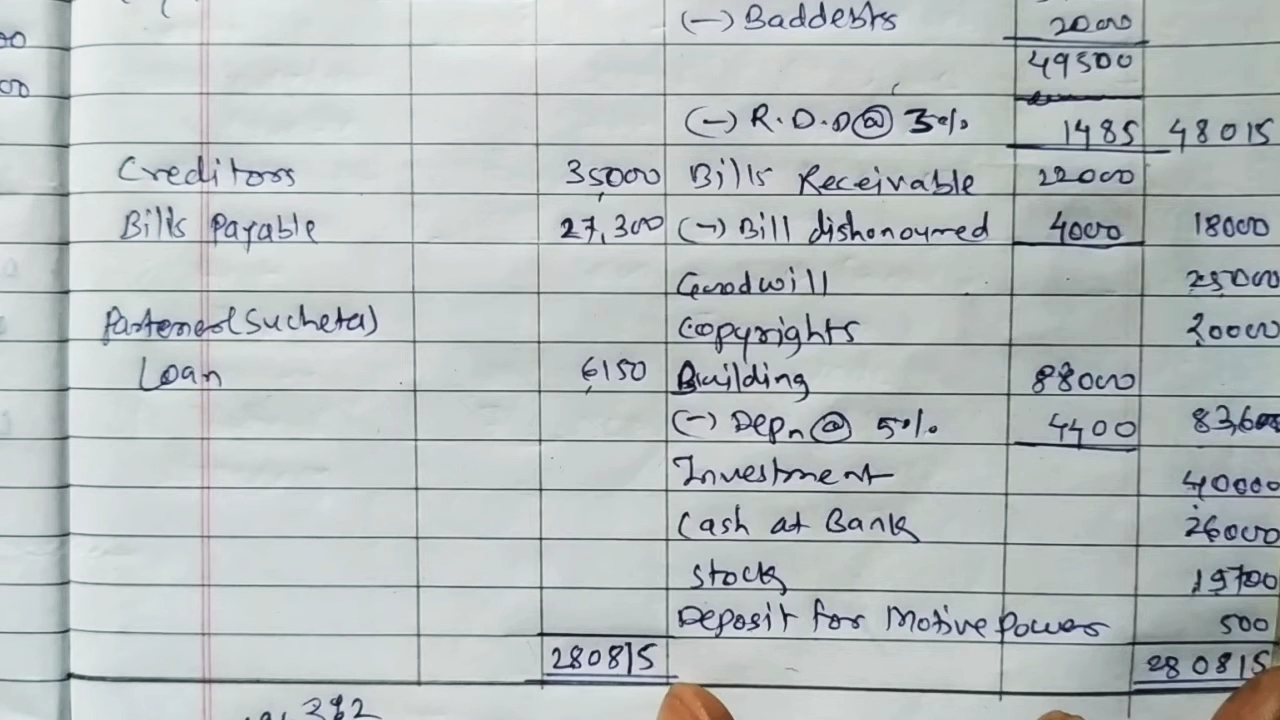 (-) Baddebts 2000
49500
(-) R.D.D @ 3% 1485 48015
Creditors 35000 Bills Receivable 22000
Bills Payable 27,300 (-) Bill dishonoured 4000 18000
Goodwill 25000
Partener(Sucheta) Copyrights 20000
Loan 6150 Building 88000
(-) Depn @ 5% 4400 83,600
Investment 40000
Cash at Bank 26000
Stock 19700
Deposit for Motive Power 500
280815 280815